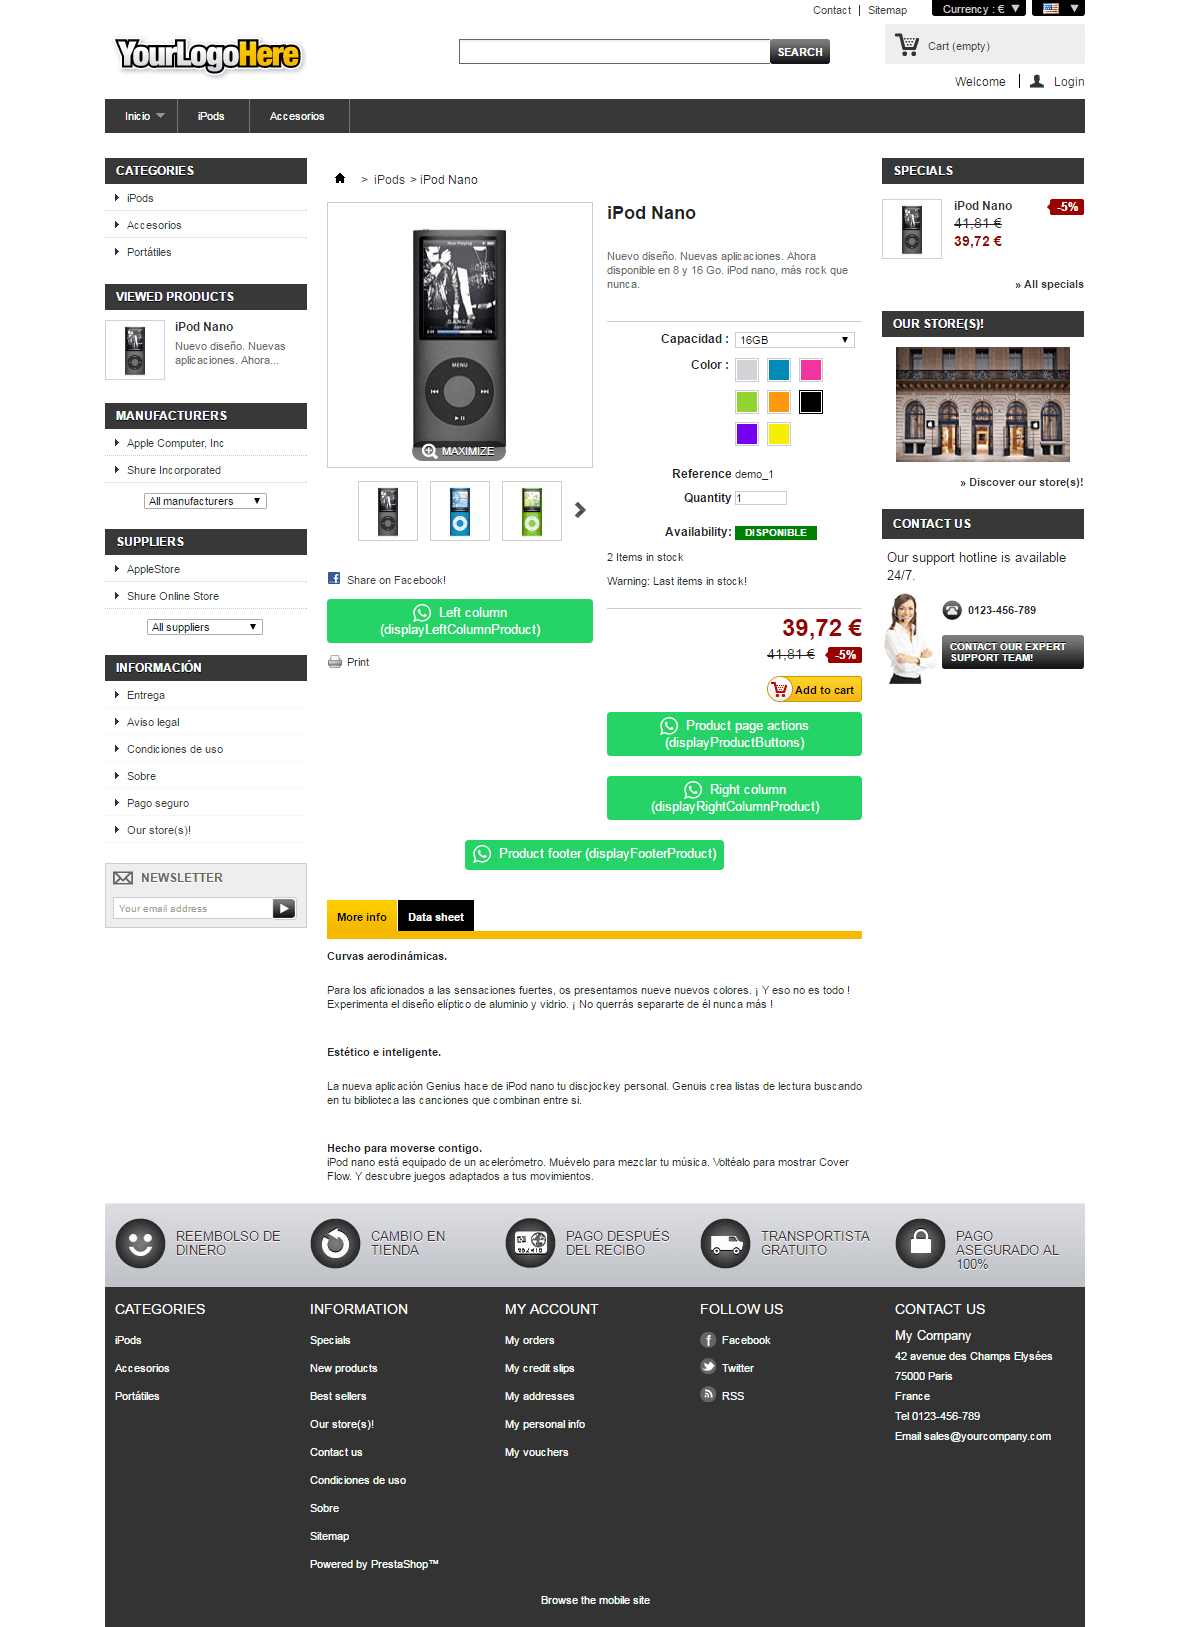 Contact | Sitemap
Currency : €
YourLogoHere
SEARCH
Cart (empty)
Welcome | Login
Inicio
iPods
Accesorios
CATEGORIES
iPods
Accesorios
Portátiles
VIEWED PRODUCTS
iPod Nano
Nuevo diseño. Nuevas
aplicaciones. Ahora...
MANUFACTURERS
Apple Computer, Inc
Shure Incorporated
All manufacturers
SUPPLIERS
AppleStore
Shure Online Store
All suppliers
INFORMACIÓN
Entrega
Aviso legal
Condiciones de uso
Sobre
Pago seguro
Our store(s)!
NEWSLETTER
Your email address
> iPods > iPod Nano
MENU
MAXIMIZE
Share on Facebook!
Left column
(displayLeftColumnProduct)
Print
iPod Nano
Nuevo diseño. Nuevas aplicaciones. Ahora
disponible en 8 y 16 Go. iPod nano, más rock que
nunca.
Capacidad : 16GB
Color :
Reference demo_1
Quantity 1
Availability: DISPONIBLE
2 Items in stock
Warning: Last items in stock!
39,72 €
41,81 € -5%
Add to cart
Product page actions
(displayProductButtons)
Right column
(displayRightColumnProduct)
Product footer (displayFooterProduct)
More info
Data sheet
Curvas aerodinámicas.
Para los aficionados a las sensaciones fuertes, os presentamos nueve nuevos colores. ¡ Y eso no es todo !
Experimenta el diseño elíptico de aluminio y vidrio. ¡ No querrás separarte de él nunca más !
Estético e inteligente.
La nueva aplicación Genius hace de iPod nano tu discjockey personal. Genuis crea listas de lectura buscando
en tu biblioteca las canciones que combinan entre si.
Hecho para moverse contigo.
iPod nano está equipado de un acelerómetro. Muévelo para mezclar tu música. Voltéalo para mostrar Cover
Flow. Y descubre juegos adaptados a tus movimientos.
SPECIALS
iPod Nano -5%
41,81 €
39,72 €
» All specials
OUR STORE(S)!
» Discover our store(s)!
CONTACT US
Our support hotline is available
24/7.
0123-456-789
CONTACT OUR EXPERT
SUPPORT TEAM!
REEMBOLSO DE
DINERO
CAMBIO EN
TIENDA
PAGO DESPUÉS
DEL RECIBO
TRANSPORTISTA
GRATUITO
PAGO
ASEGURADO AL
100%
CATEGORIES
iPods
Accesorios
Portátiles
INFORMATION
Specials
New products
Best sellers
Our store(s)!
Contact us
Condiciones de uso
Sobre
Sitemap
Powered by PrestaShop™
MY ACCOUNT
My orders
My credit slips
My addresses
My personal info
My vouchers
FOLLOW US
Facebook
Twitter
RSS
CONTACT US
My Company
42 avenue des Champs Elysées
75000 Paris
France
Tel 0123-456-789
Email sales@yourcompany.com
Browse the mobile site